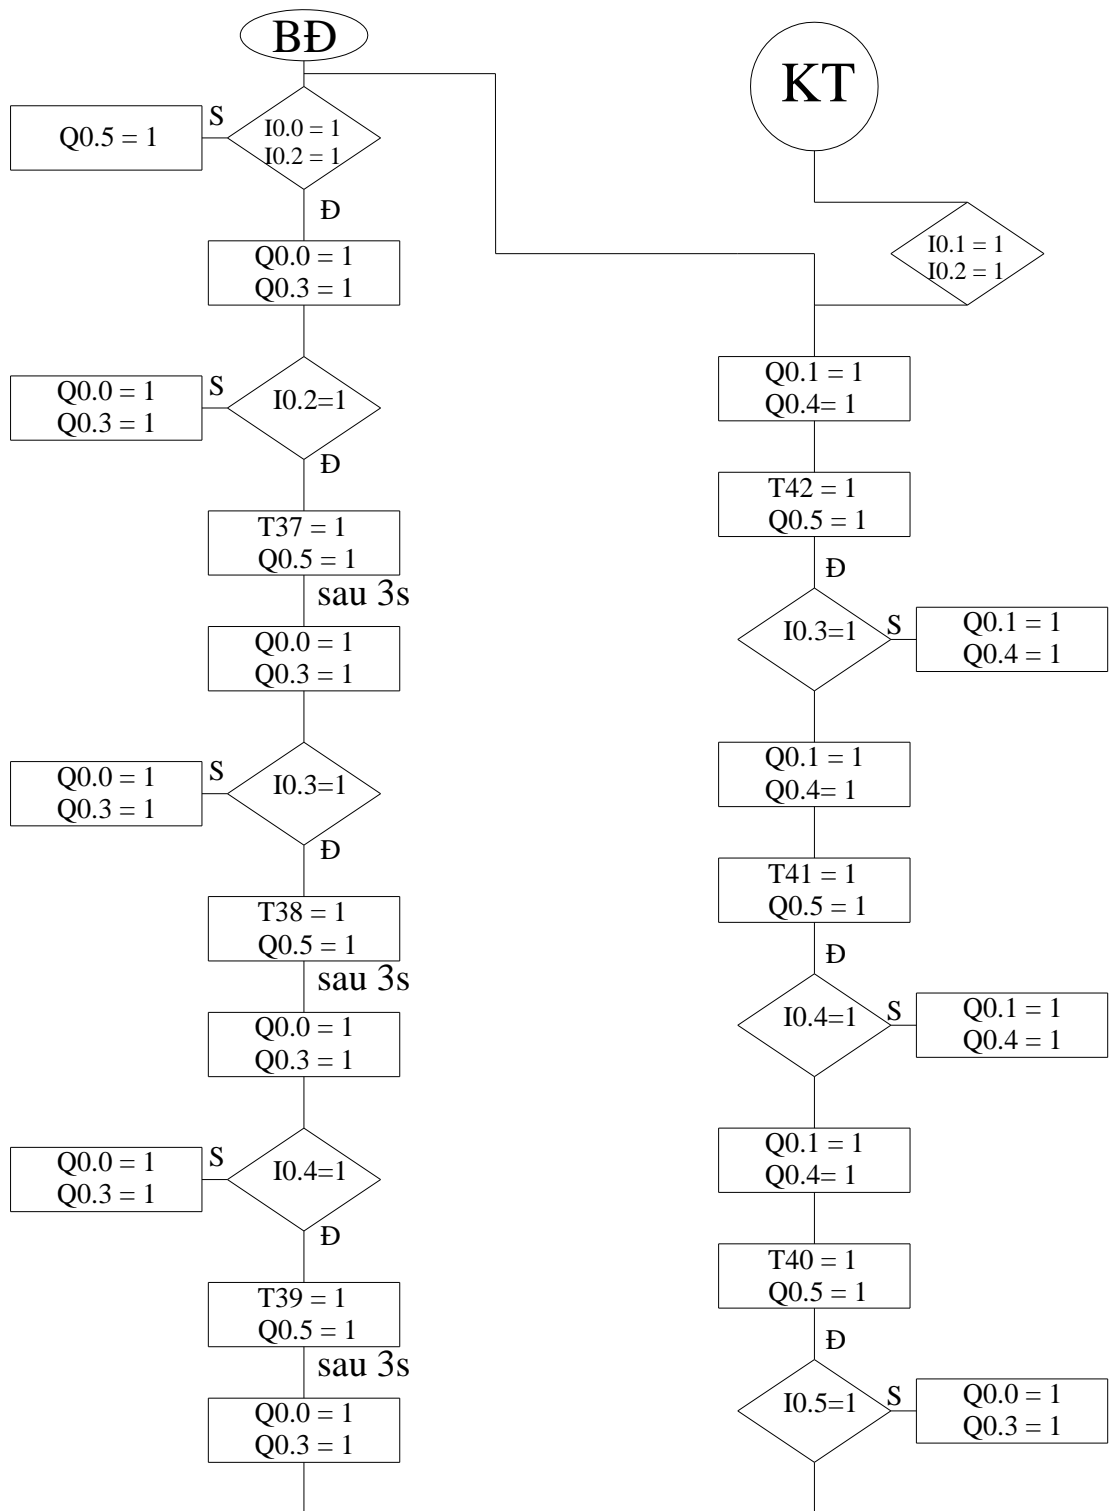 BĐ
S
Q0.5 = 1
I0.0 = 1
I0.2 = 1
Đ
Q0.0 = 1
Q0.3 = 1
Q0.0 = 1
Q0.3 = 1
S
I0.2=1
Đ
T37 = 1
Q0.5 = 1
sau 3s
Q0.0 = 1
Q0.3 = 1
Q0.0 = 1
Q0.3 = 1
S
I0.3=1
Đ
T38 = 1
Q0.5 = 1
sau 3s
Q0.0 = 1
Q0.3 = 1
Q0.0 = 1
Q0.3 = 1
S
I0.4=1
Đ
T39 = 1
Q0.5 = 1
sau 3s
Q0.0 = 1
Q0.3 = 1
KT
I0.1 = 1
I0.2 = 1
Q0.1 = 1
Q0.4= 1
T42 = 1
Q0.5 = 1
Đ
I0.3=1
S
Q0.1 = 1
Q0.4 = 1
Q0.1 = 1
Q0.4= 1
T41 = 1
Q0.5 = 1
Đ
I0.4=1
S
Q0.1 = 1
Q0.4 = 1
Q0.1 = 1
Q0.4= 1
T40 = 1
Q0.5 = 1
Đ
I0.5=1
S
Q0.0 = 1
Q0.3 = 1